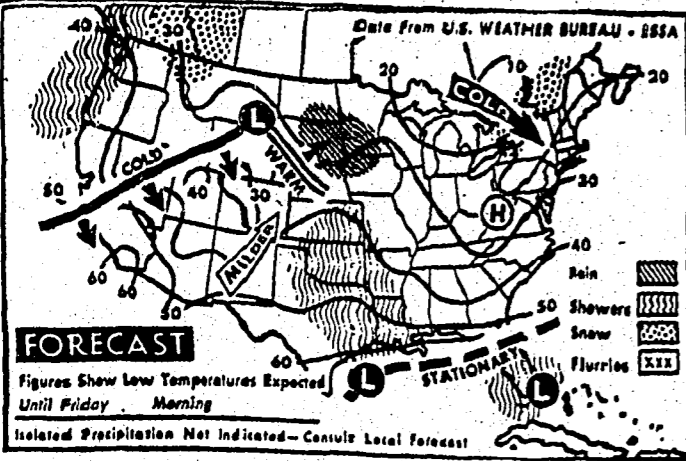 Data from U.S. WEATHER BUREAU • ESSA
40
30
20
10
20
COLD
L
COLD
WARM
50
40
30
30
H
MILDER
40
60
60
50
50
Rain
Showers
Snow
Flurries XXX
60
L
STATIONARY
L
FORECAST
Figures Show Low Temperatures Expected
Until Friday Morning
Isolated Precipitation Not Indicated— Consult Local Forecast